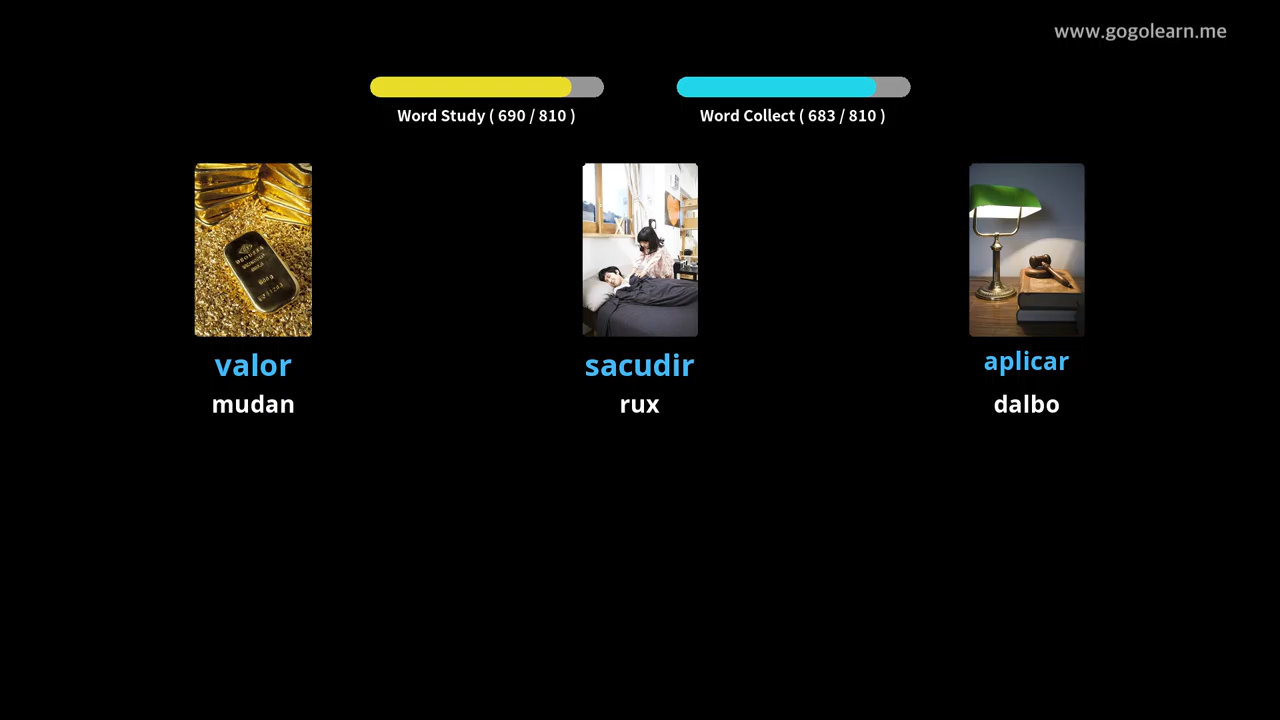 www.gogolearn.me
Word Study ( 690 / 810 )
Word Collect ( 683 / 810 )
valor
sacudir
aplicar
mudan
rux
dalbo